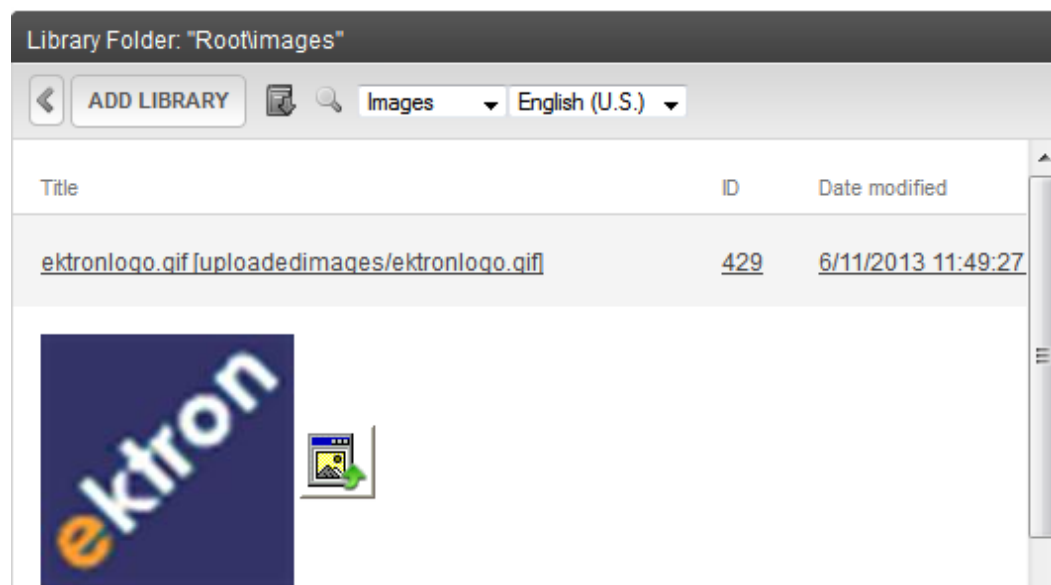 Library Folder: "Root\images"
ADD LIBRARY Images English (U.S.)
Title ID Date modified
ektronlogo.gif [uploadedimages/ektronlogo.gif] 429 6/11/2013 11:49:27
ektron